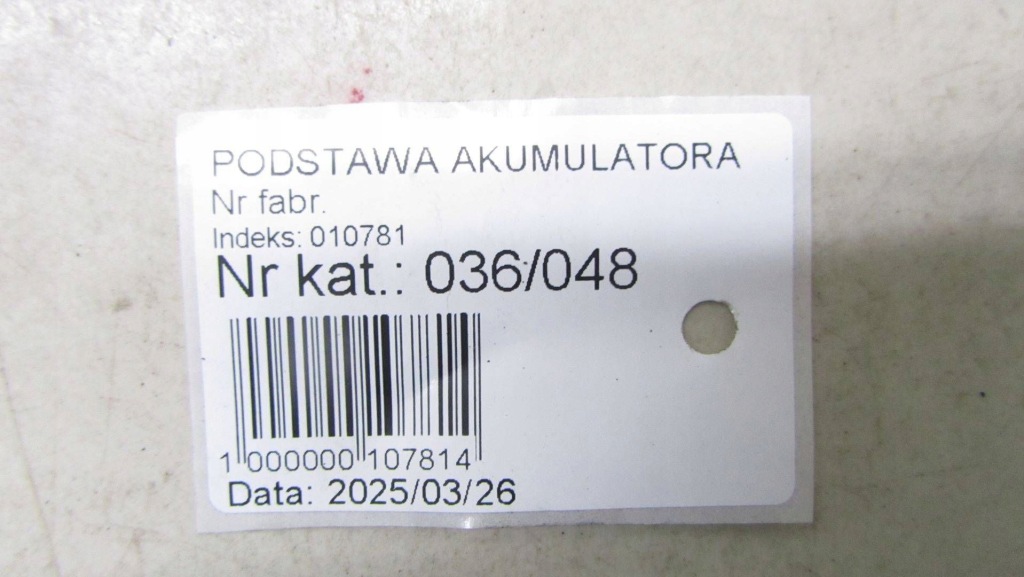 PODSTAWA AKUMULATORA
Nr fabr.
Indeks: 010781
Nr kat.: 036/048
1 000000 107814
Data: 2025/03/26